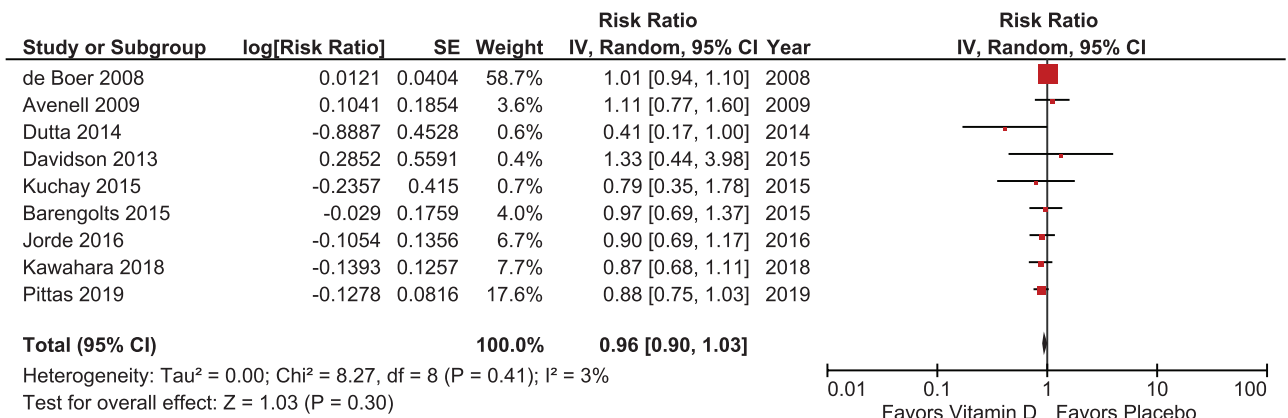 Risk Ratio Risk Ratio
Study or Subgroup log[Risk Ratio] SE Weight IV, Random, 95% CI Year IV, Random, 95% CI
de Boer 2008 0.0121 0.0404 58.7% 1.01 [0.94, 1.10] 2008
Avenell 2009 0.1041 0.1854 3.6% 1.11 [0.77, 1.60] 2009
Dutta 2014 -0.8887 0.4528 0.6% 0.41 [0.17, 1.00] 2014
Davidson 2013 0.2852 0.5591 0.4% 1.33 [0.44, 3.98] 2015
Kuchay 2015 -0.2357 0.415 0.7% 0.79 [0.35, 1.78] 2015
Barengolts 2015 -0.029 0.1759 4.0% 0.97 [0.69, 1.37] 2015
Jorde 2016 -0.1054 0.1356 6.7% 0.90 [0.69, 1.17] 2016
Kawahara 2018 -0.1393 0.1257 7.7% 0.87 [0.68, 1.11] 2018
Pittas 2019 -0.1278 0.0816 17.6% 0.88 [0.75, 1.03] 2019
Total (95% CI) 100.0% 0.96 [0.90, 1.03]
Heterogeneity: Tau² = 0.00; Chi² = 8.27, df = 8 (P = 0.41); I² = 3%
Test for overall effect: Z = 1.03 (P = 0.30)
0.01 0.1 1 10 100
Favors Vitamin D Favors Placebo